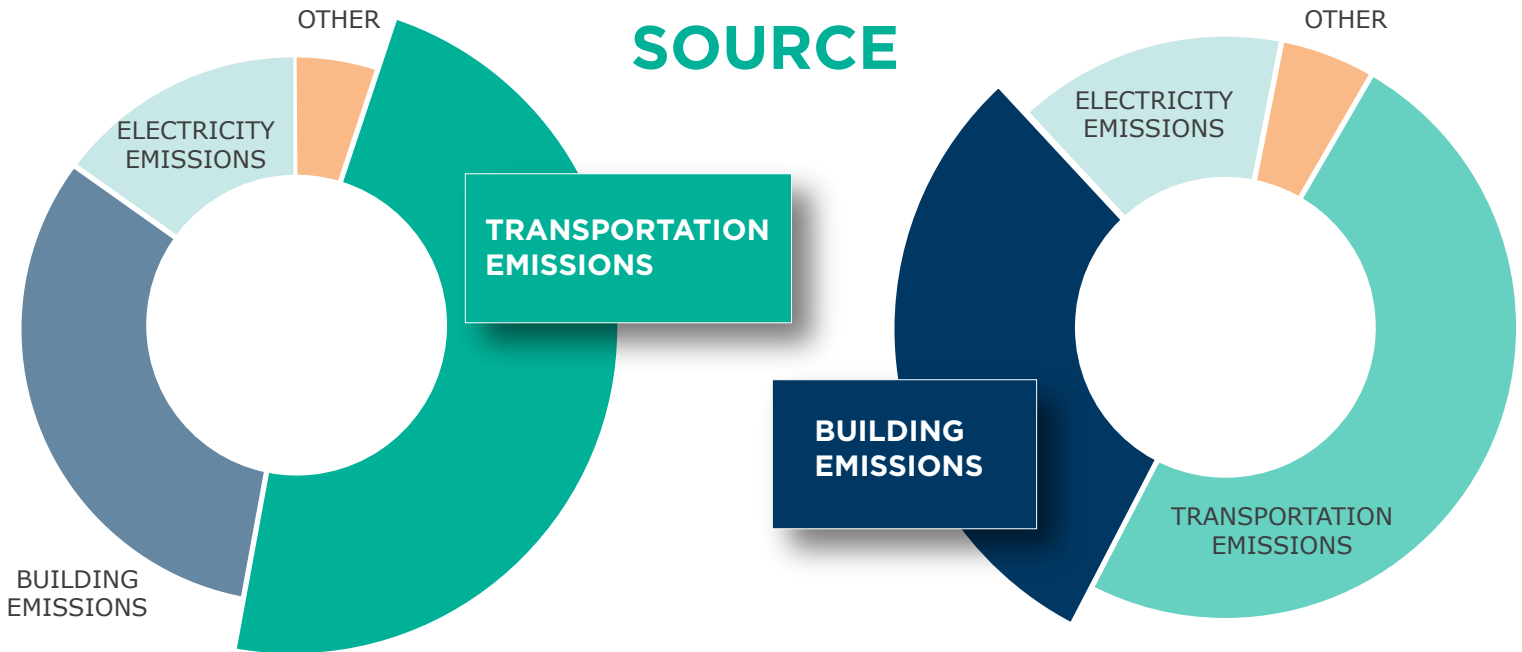 SOURCE
OTHER
ELECTRICITY
EMISSIONS
TRANSPORTATION
EMISSIONS
BUILDING
EMISSIONS
OTHER
ELECTRICITY
EMISSIONS
BUILDING
EMISSIONS
TRANSPORTATION
EMISSIONS